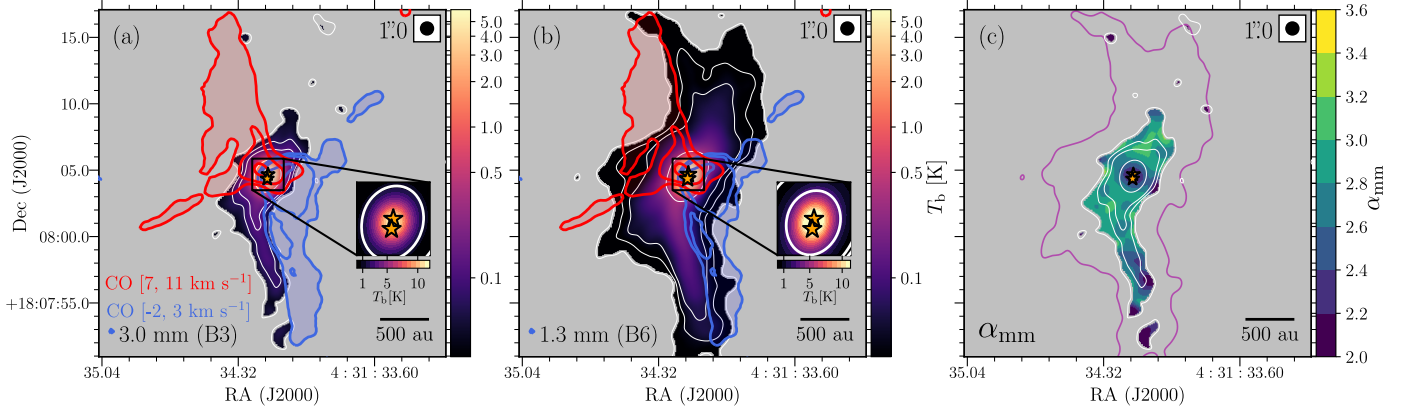 (a)
1".0
(b)
1".0
(c)
1".0
15.0
10.0
05.0
08:00.0
+18:07:55.0
Dec (J2000)
5.0
4.0
3.0
2.0
1.0
0.5
0.1
T_b [K]
5.0
4.0
3.0
2.0
1.0
0.5
0.1
3.6
3.4
3.2
3.0
2.8
2.6
2.4
2.2
2.0
α_mm
1 5 10
T_b[K]
1 5 10
T_b[K]
CO [7, 11 km s⁻¹]
CO [-2, 3 km s⁻¹]
3.0 mm (B3)
500 au
1.3 mm (B6)
500 au
α_mm
500 au
35.04 34.32 4 : 31 : 33.60
RA (J2000)
35.04 34.32 4 : 31 : 33.60
RA (J2000)
35.04 34.32 4 : 31 : 33.60
RA (J2000)